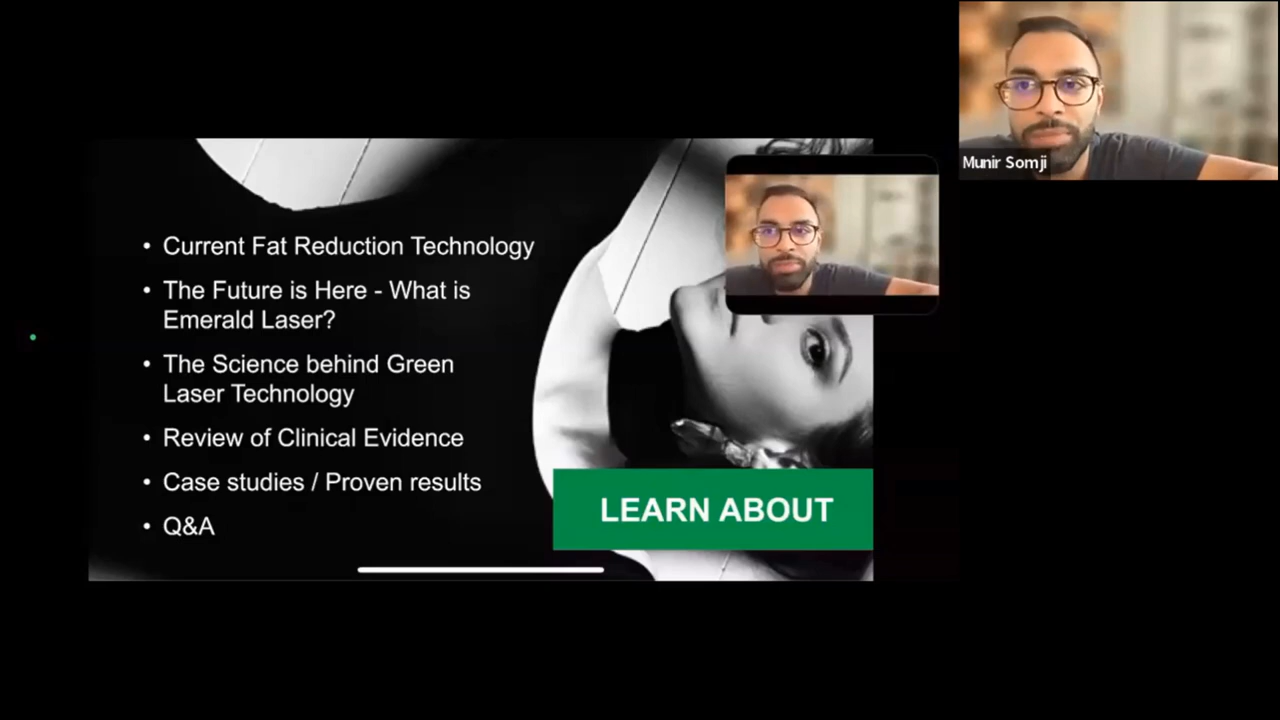 • Current Fat Reduction Technology
• The Future is Here - What is
Emerald Laser?
• The Science behind Green
Laser Technology
• Review of Clinical Evidence
• Case studies / Proven results
• Q&A
LEARN ABOUT
Munir Somji